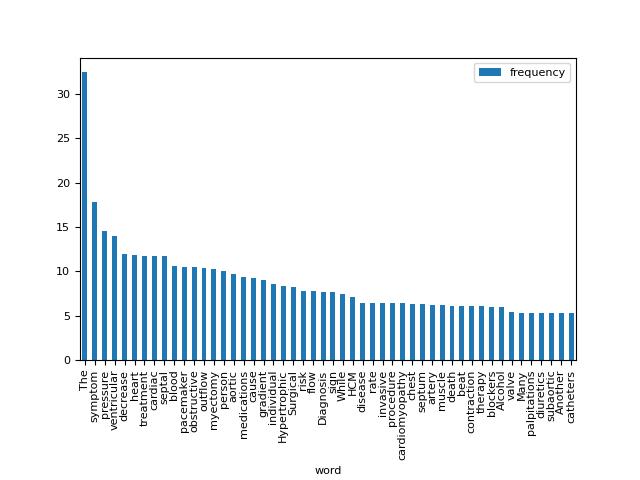 frequency
30
25
20
15
10
5
0
The
symptom
pressure
ventricular
decrease
heart
treatment
cardiac
septal
blood
pacemaker
obstructive
outflow
myectomy
person
aortic
medications
cause
gradient
individual
Hypertrophic
Surgical
risk
flow
Diagnosis
sign
While
HCM
disease
rate
invasive
procedure
cardiomyopathy
chest
septum
artery
muscle
death
beat
contraction
therapy
blockers
Alcohol
valve
Many
palpitations
diuretics
subaortic
Another
catheters
word